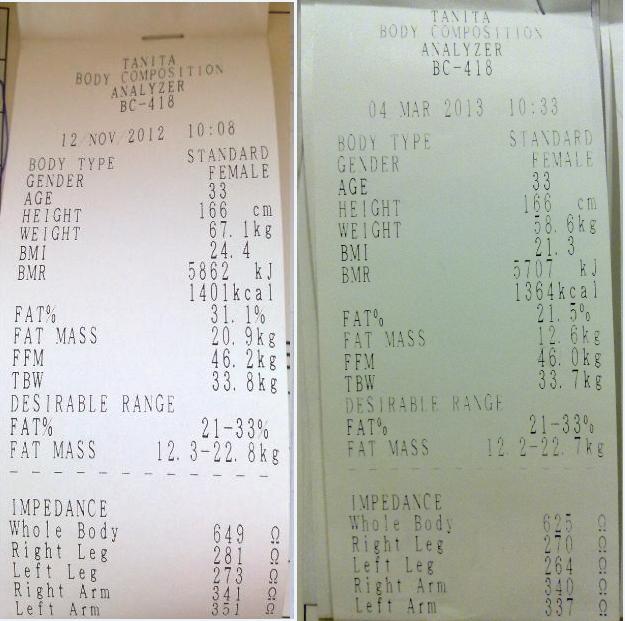 TANITA
BODY COMPOSITION
ANALYZER
BC-418
12/NOV/2012 10:08
BODY TYPE STANDARD
GENDER FEMALE
AGE 33
HEIGHT 166 cm
WEIGHT 67.1kg
BMI 24.4
BMR 5862 kJ
1401kcal
FAT% 31.1%
FAT MASS 20.9kg
FFM 46.2kg
TBW 33.8kg
DESIRABLE RANGE
FAT% 21-33%
FAT MASS 12.3-22.8kg
IMPEDANCE
Whole Body 649 Ω
Right Leg 281 Ω
Left Leg 273 Ω
Right Arm 341 Ω
Left Arm 351 Ω
TANITA
BODY COMPOSITION
ANALYZER
BC-418
04 MAR 2013 10:33
BODY TYPE STANDARD
GENDER FEMALE
AGE 33
HEIGHT 166 cm
WEIGHT 58.6kg
BMI 21.3
BMR 5707 kJ
1364kcal
FAT% 21.5%
FAT MASS 12.6kg
FFM 46.0kg
TBW 33.7kg
DESIRABLE RANGE
FAT% 21-33%
FAT MASS 12.2-22.7kg
IMPEDANCE
Whole Body 625 Ω
Right Leg 270 Ω
Left Leg 264 Ω
Right Arm 340 Ω
Left Arm 337 Ω